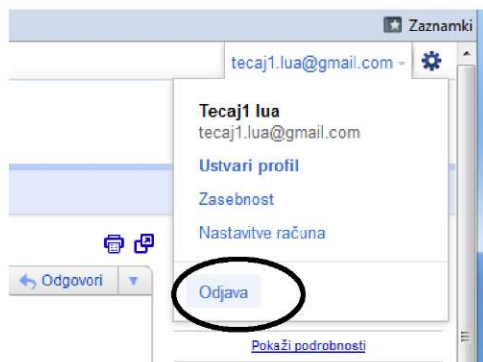 Zaznamki
tecaj1.lua@gmail.com
Tecaj1 lua
tecaj1.lua@gmail.com
Ustvari profil
Zasebnost
Nastavitve računa
Odgovori
Odjava
Pokaži podrobnosti